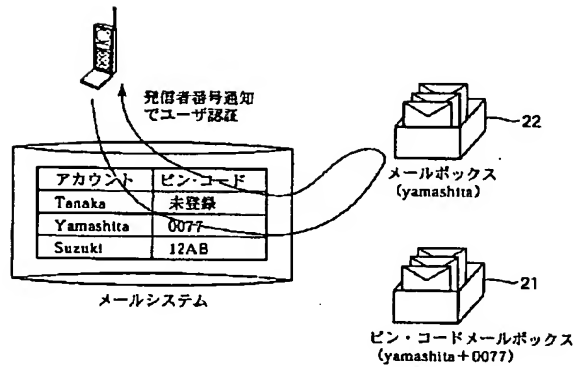 発信者番号通知
でユーザ認証
22
メールボックス
(yamashita)
アカウント ピン・コード
Tanaka 未登録
Yamashita 0077
Suzuki 12AB
メールシステム
21
ピン・コードメールボックス
(yamashita+0077)